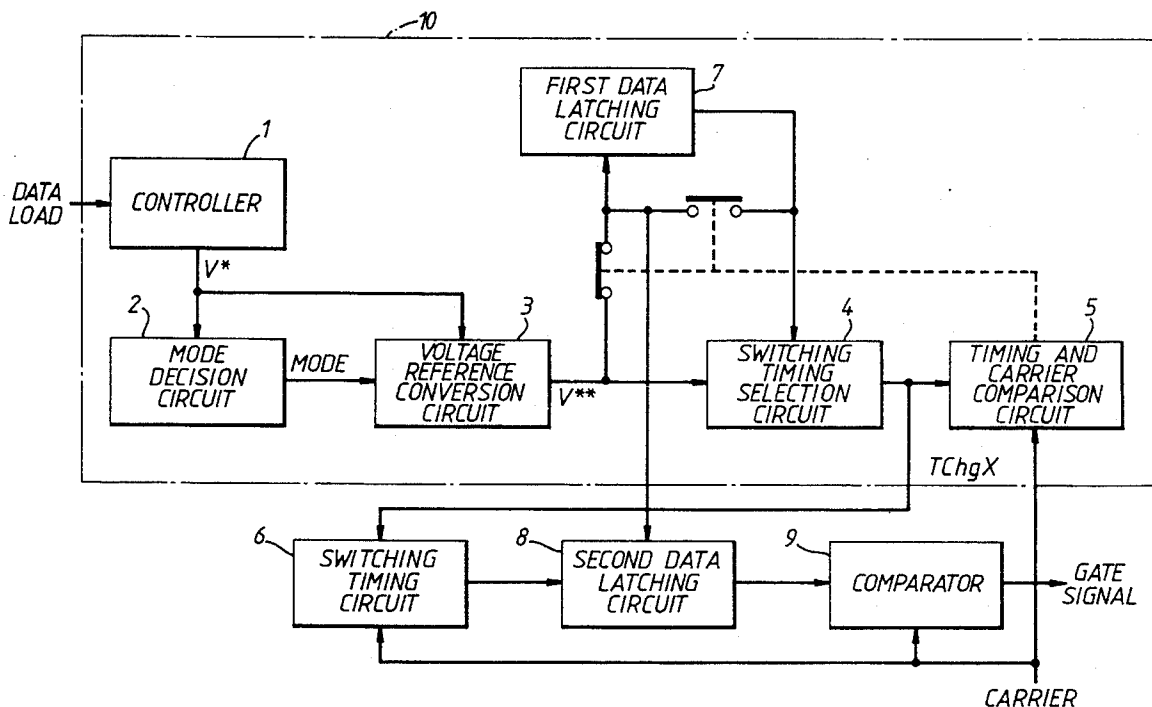 10
7
FIRST DATA
LATCHING
CIRCUIT
1
DATA
LOAD
CONTROLLER
V*
2
MODE
DECISION
CIRCUIT
MODE
3
VOLTAGE
REFERENCE
CONVERSION
CIRCUIT
V**
4
SWITCHING
TIMING
SELECTION
CIRCUIT
5
TIMING AND
CARRIER
COMPARISON
CIRCUIT
TChgX
6
SWITCHING
TIMING
CIRCUIT
8
SECOND DATA
LATCHING
CIRCUIT
9
COMPARATOR
GATE
SIGNAL
CARRIER